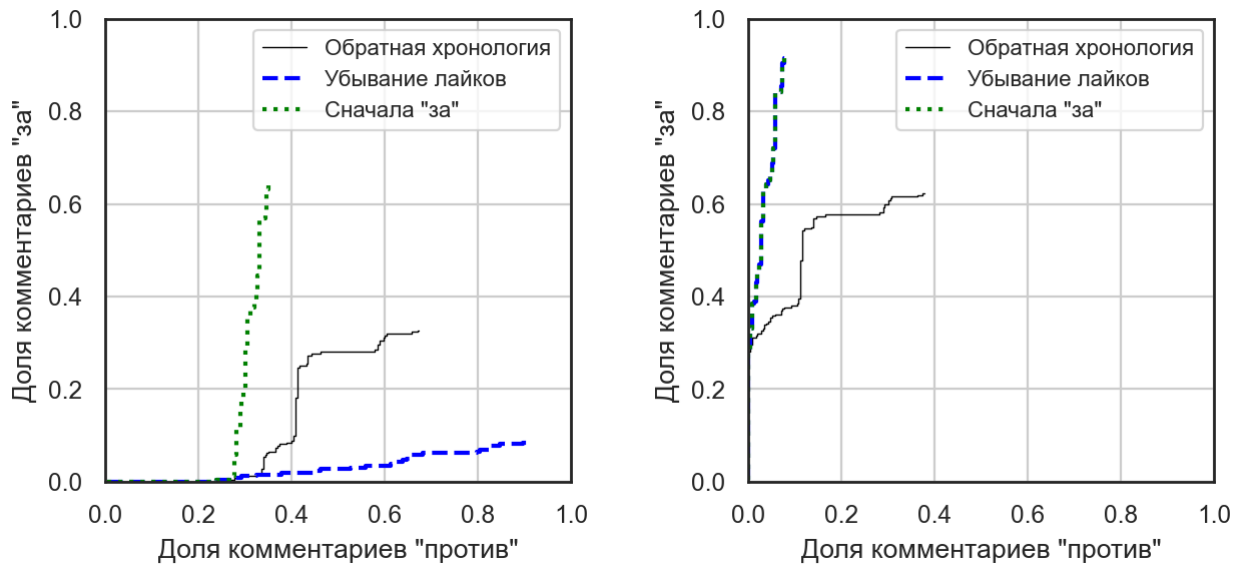 1.0
0.8
0.6
0.4
0.2
0.0
Доля комментариев "за"
Обратная хронология
Убывание лайков
Сначала "за"
0.0 0.2 0.4 0.6 0.8 1.0
Доля комментариев "против"
1.0
0.8
0.6
0.4
0.2
0.0
Доля комментариев "за"
Обратная хронология
Убывание лайков
Сначала "за"
0.0 0.2 0.4 0.6 0.8 1.0
Доля комментариев "против"